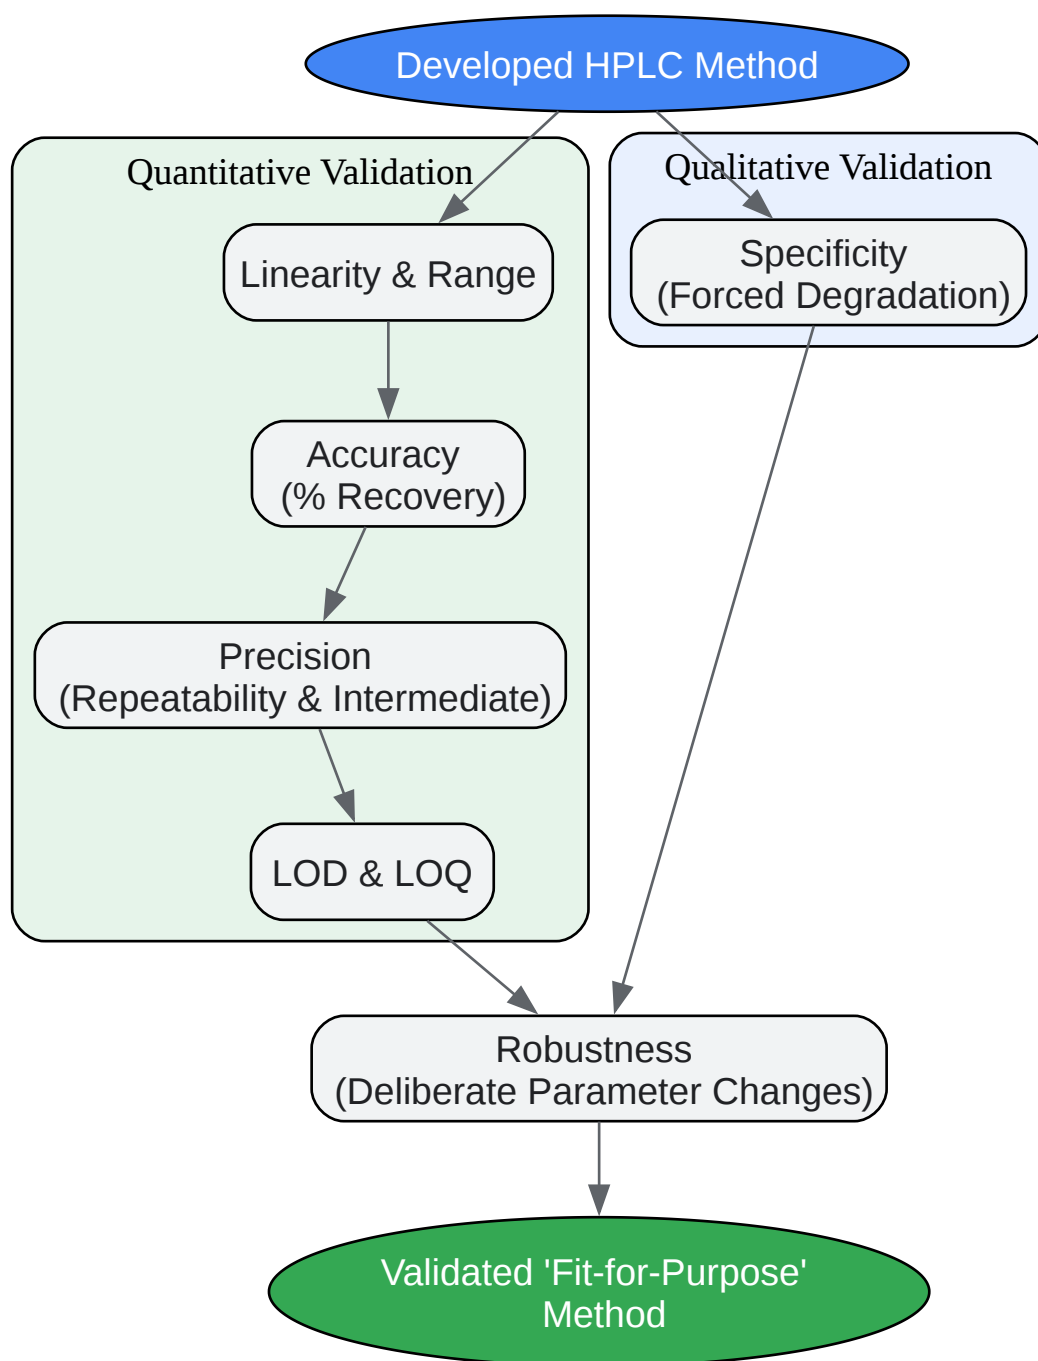 Developed HPLC Method
Quantitative Validation
Qualitative Validation
Linearity & Range
Specificity
(Forced Degradation)
Accuracy
(% Recovery)
Precision
(Repeatability & Intermediate)
LOD & LOQ
Robustness
(Deliberate Parameter Changes)
Validated 'Fit-for-Purpose'
Method